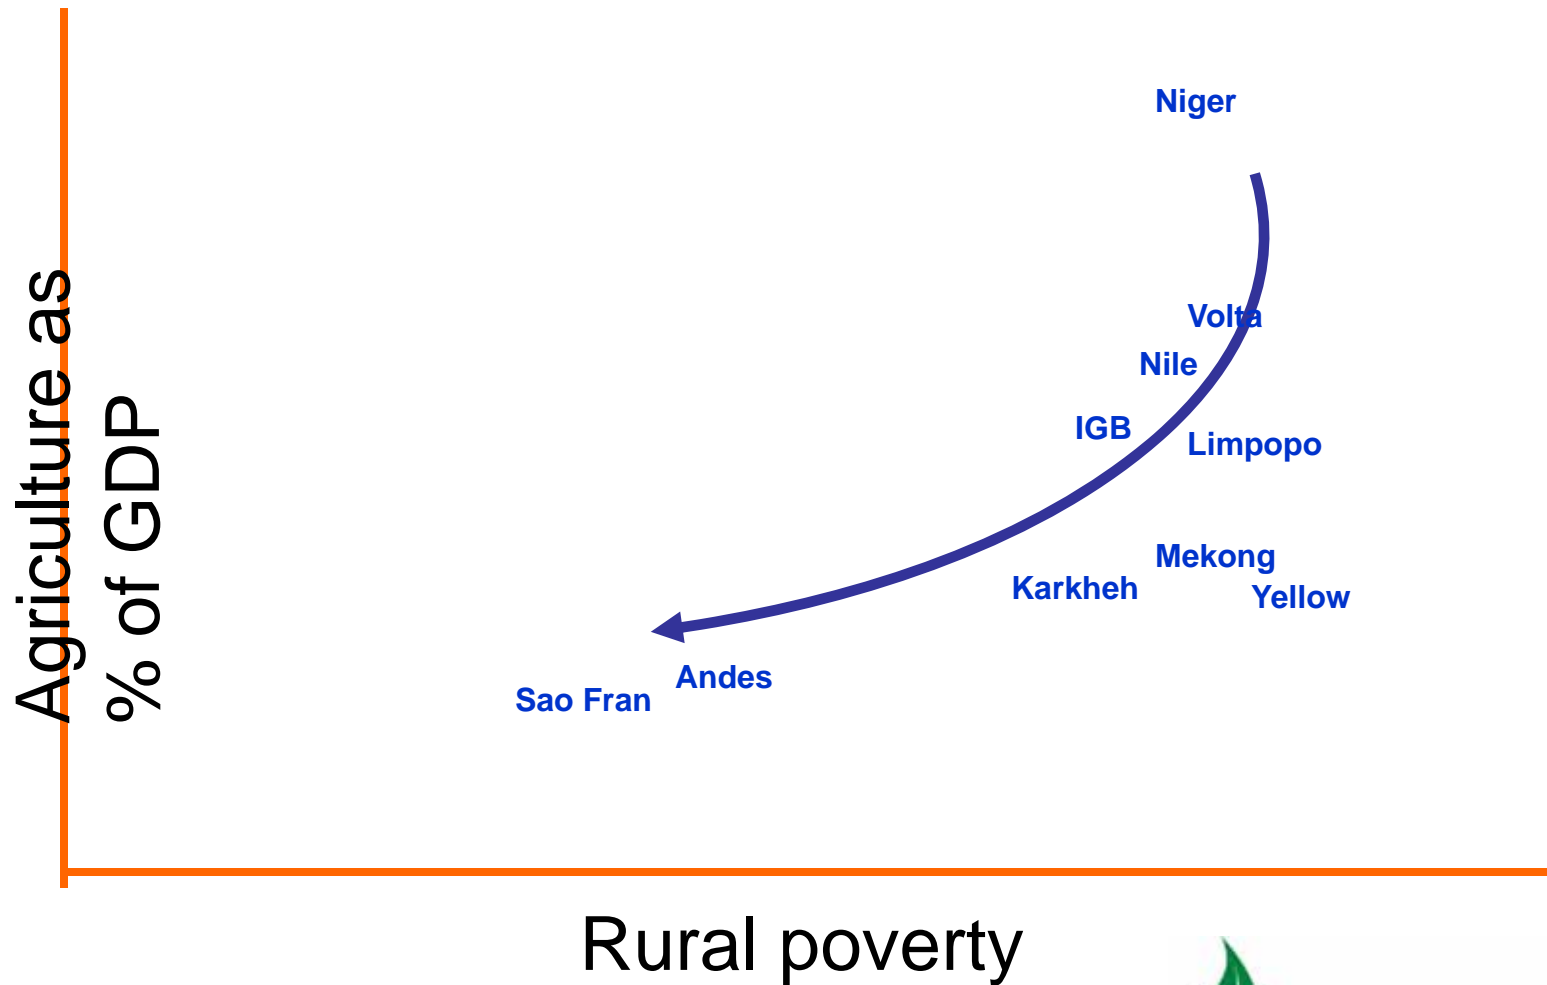 Agriculture as
% of GDP
Niger
Volta
Nile
IGB
Limpopo
Mekong
Karkheh
Yellow
Andes
Sao Fran
Rural poverty